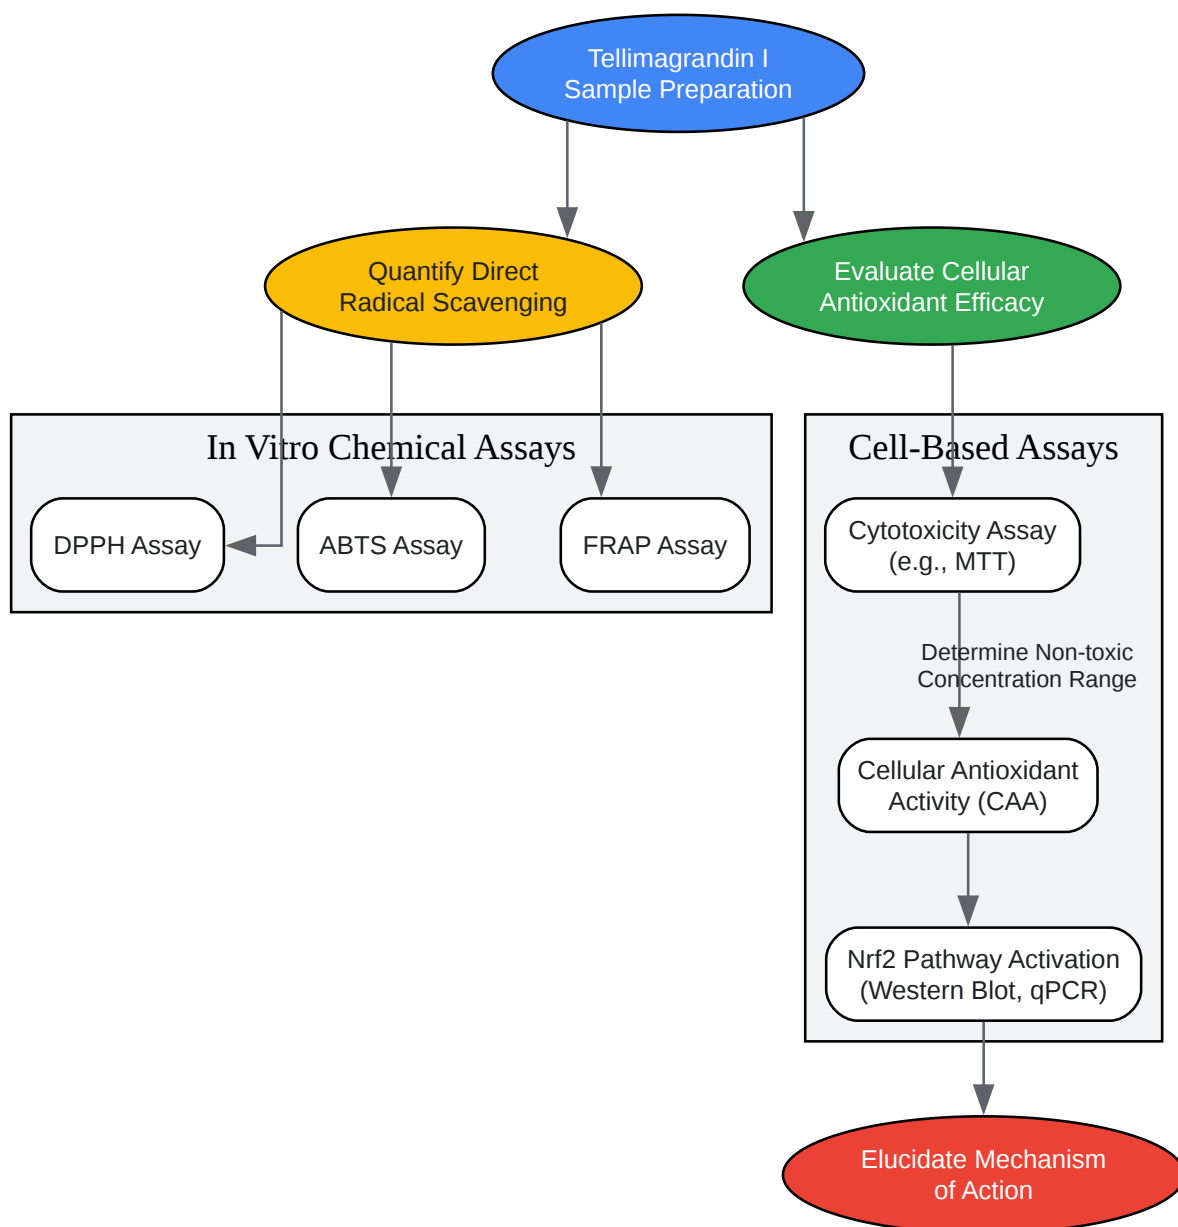 Tellimagrandin I
Sample Preparation
Quantify Direct
Radical Scavenging
Evaluate Cellular
Antioxidant Efficacy
In Vitro Chemical Assays
DPPH Assay
ABTS Assay
FRAP Assay
Cell-Based Assays
Cytotoxicity Assay
(e.g., MTT)
Determine Non-toxic
Concentration Range
Cellular Antioxidant
Activity (CAA)
Nrf2 Pathway Activation
(Western Blot, qPCR)
Elucidate Mechanism
of Action